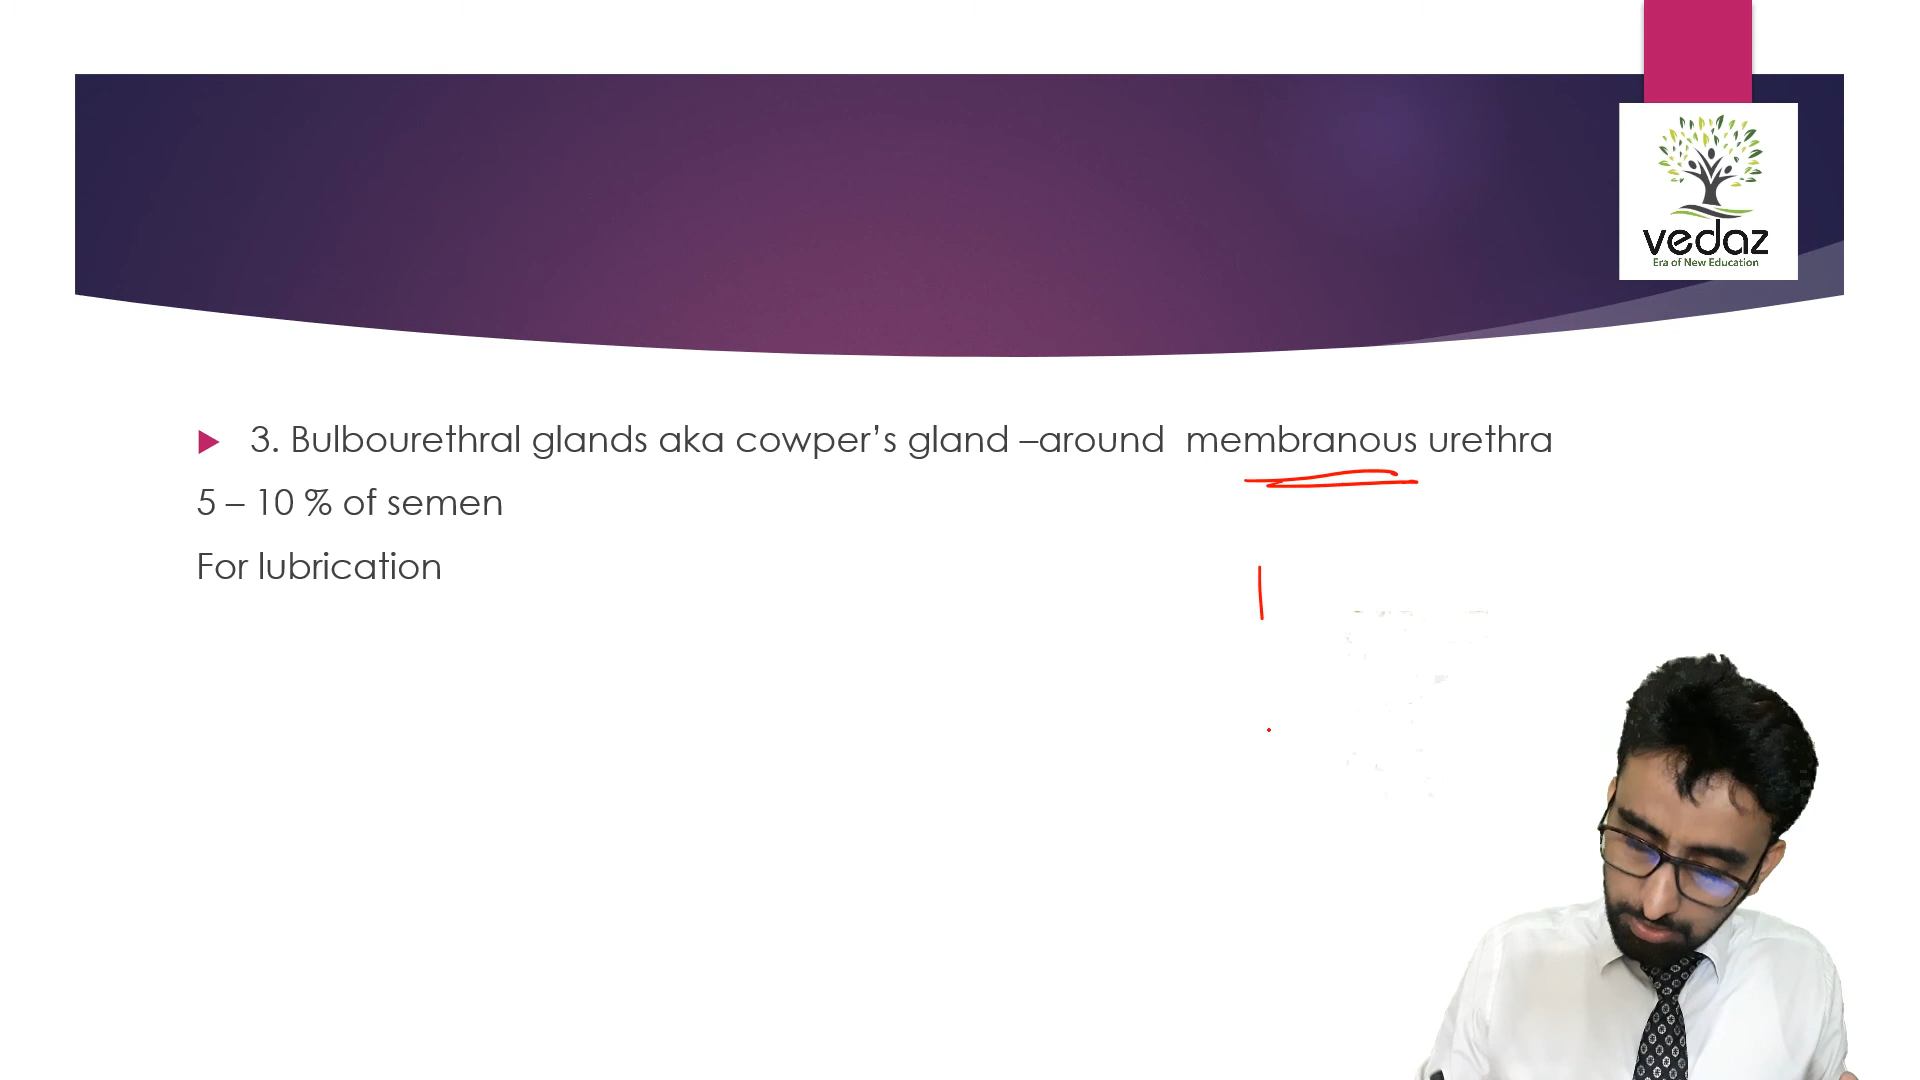 vedaz
Era of New Education
3. Bulbourethral glands aka cowper’s gland –around  membranous urethra
5 – 10 % of semen
For lubrication